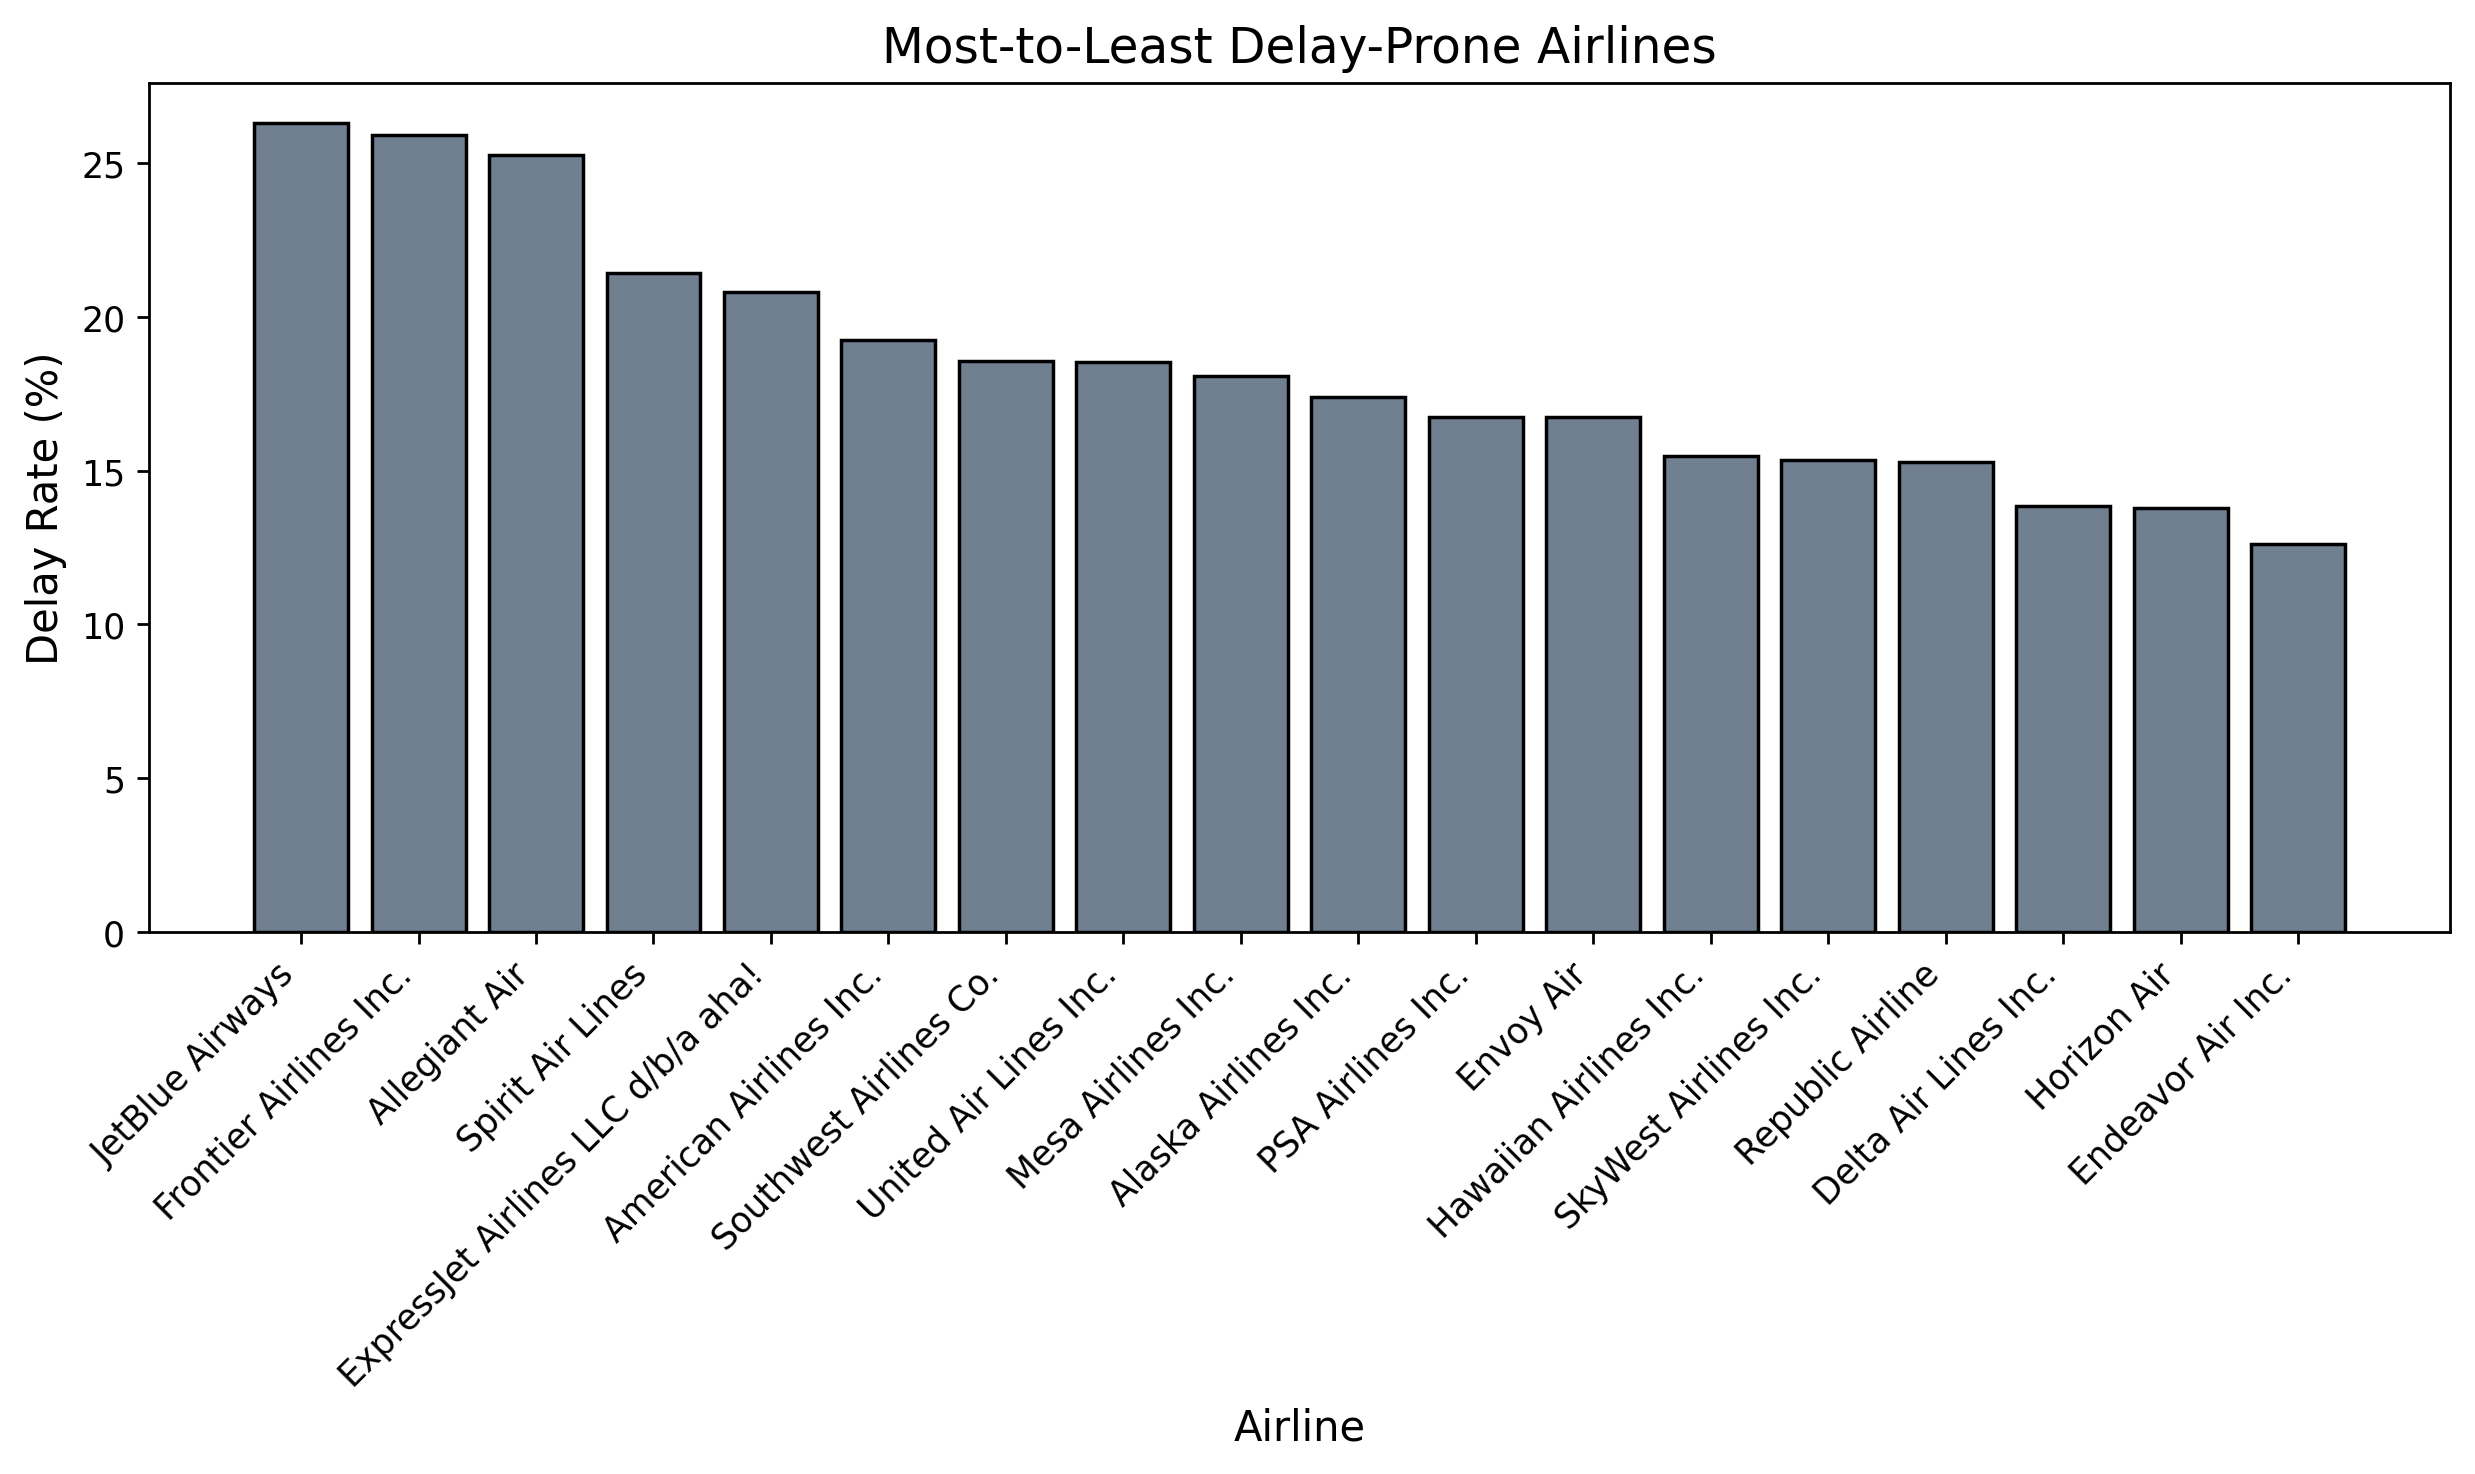 Most-to-Least Delay-Prone Airlines
Delay Rate (%)
25
20
15
10
5
0
JetBlue Airways
Frontier Airlines Inc.
Allegiant Air
Spirit Air Lines
ExpressJet Airlines LLC d/b/a aha!
American Airlines Inc.
Southwest Airlines Co.
United Air Lines Inc.
Mesa Airlines Inc.
Alaska Airlines Inc.
PSA Airlines Inc.
Envoy Air
Hawaiian Airlines Inc.
SkyWest Airlines Inc.
Republic Airline
Delta Air Lines Inc.
Horizon Air
Endeavor Air Inc.
Airline